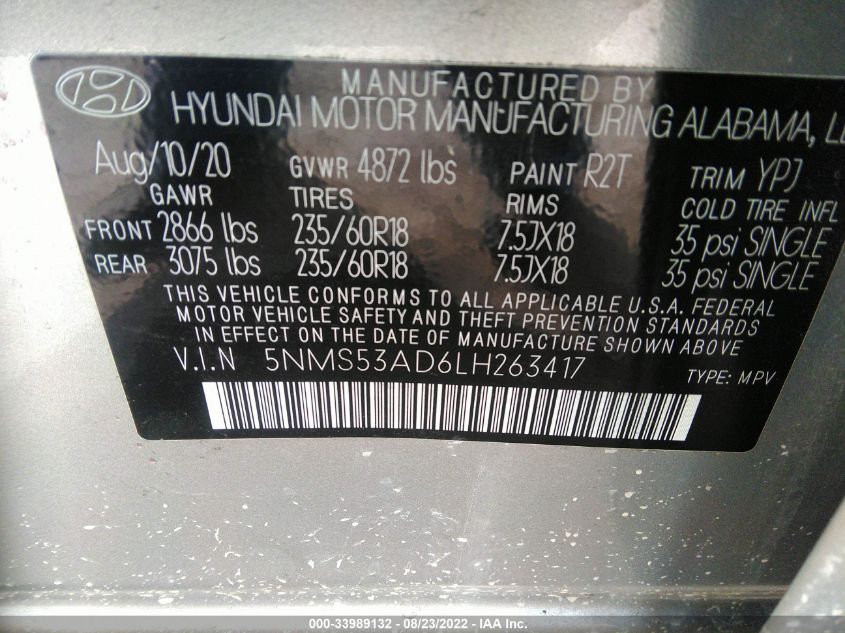 MANUFACTURED BY
HYUNDAI MOTOR MANUFACTURING ALABAMA,
Aug/10/20 GVWR 4872 lbs PAINT R2T TRIM YPJ
GAWR TIRES RIMS COLD TIRE INFL
FRONT 2866 lbs 235/60R18 7.5JX18 35 psi SINGLE
REAR 3075 lbs 235/60R18 7.5JX18 35 psi SINGLE
THIS VEHICLE CONFORMS TO ALL APPLICABLE U.S.A. FEDERAL
MOTOR VEHICLE SAFETY AND THEFT PREVENTION STANDARDS
IN EFFECT ON THE DATE OF MANUFACTURE SHOWN ABOVE
V.I.N 5NMS53AD6LH263417 TYPE: MPV
000-33989132 - 08/23/2022 - IAA Inc.